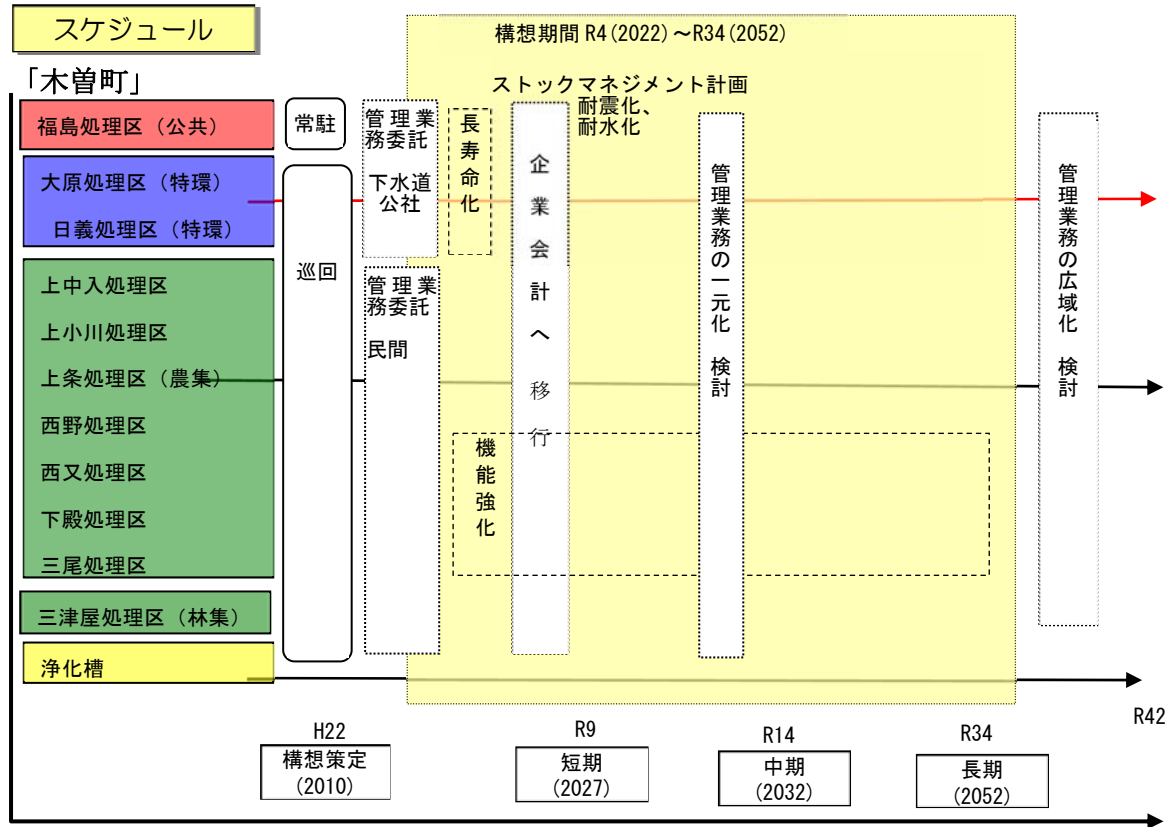 スケジュール
構想期間 R4(2022)～R34(2052)
「木曽町」
ストックマネジメント計画
耐震化、
耐水化
福島処理区（公共）
大原処理区（特環）
日義処理区（特環）
上中入処理区
上小川処理区
上条処理区（農集）
西野処理区
西又処理区
下殿処理区
三尾処理区
三津屋処理区（林集）
浄化槽
常駐
巡回
管理業
務委託
下水道
公社
管理業
務委託
民間
長寿命化
機能強化
企業会計へ移行
管理業務の一元化 検討
管理業務の広域化 検討
R42
H22
構想策定
(2010)
R9
短期
(2027)
R14
中期
(2032)
R34
長期
(2052)